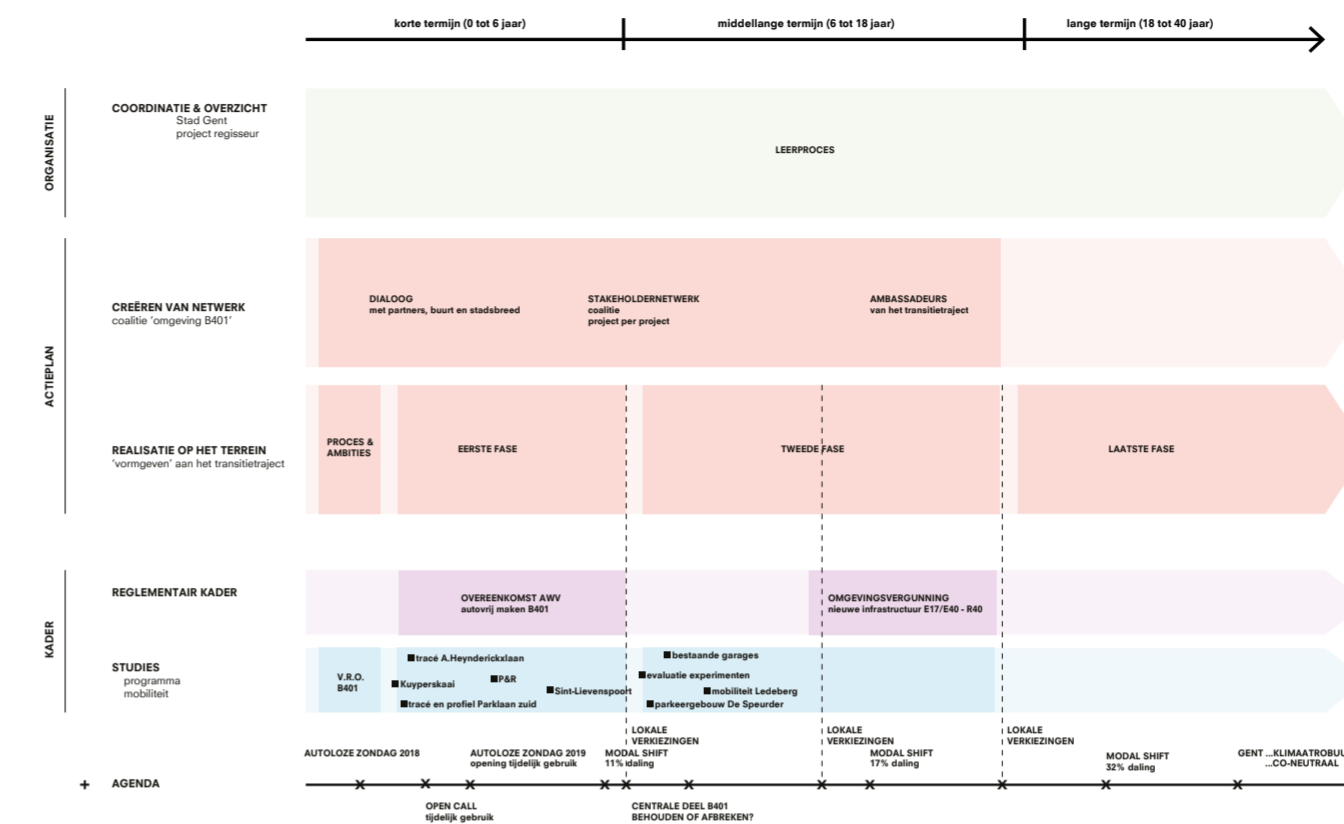 korte termijn (0 tot 6 jaar)
middellange termijn (6 tot 18 jaar)
lange termijn (18 tot 40 jaar)
ORGANISATIE
COORDINATIE & OVERZICHT
Stad Gent
project regisseur
LEERPROCES
ACTIEPLAN
CREËREN VAN NETWERK
coalitie ‘omgeving B401’
DIALOOG
met partners, buurt en stadsbreed
STAKEHOLDERNETWERK
coalitie
project per project
AMBASSADEURS
van het transitietraject
REALISATIE OP HET TERREIN
‘vormgeven’ aan het transitietraject
PROCES &
AMBITIES
EERSTE FASE
TWEEDE FASE
LAATSTE FASE
KADER
REGLEMENTAIR KADER
OVEREENKOMST AWV
autovrij maken B401
OMGEVINGSVERGUNNING
nieuwe infrastructuur E17/E40 - R40
STUDIES
programma
mobiliteit
V.R.O.
B401
tracé A.Heynderickxlaan
Kuyperskaai
P&R
Sint-Lievenspoort
tracé en profiel Parklaan zuid
bestaande garages
evaluatie experimenten
mobiliteit Ledeberg
parkeergebouw De Speurder
LOKALE
VERKIEZINGEN
LOKALE
VERKIEZINGEN
LOKALE
VERKIEZINGEN
AUTOLOZE ZONDAG 2018
AUTOLOZE ZONDAG 2019
opening tijdelijk gebruik
MODAL SHIFT
11% daling
MODAL SHIFT
17% daling
MODAL SHIFT
32% daling
GENT ...KLIMAATROBUU
...CO-NEUTRAAL
+ AGENDA
OPEN CALL
tijdelijk gebruik
CENTRALE DEEL B401
BEHOUDEN OF AFBREKEN?